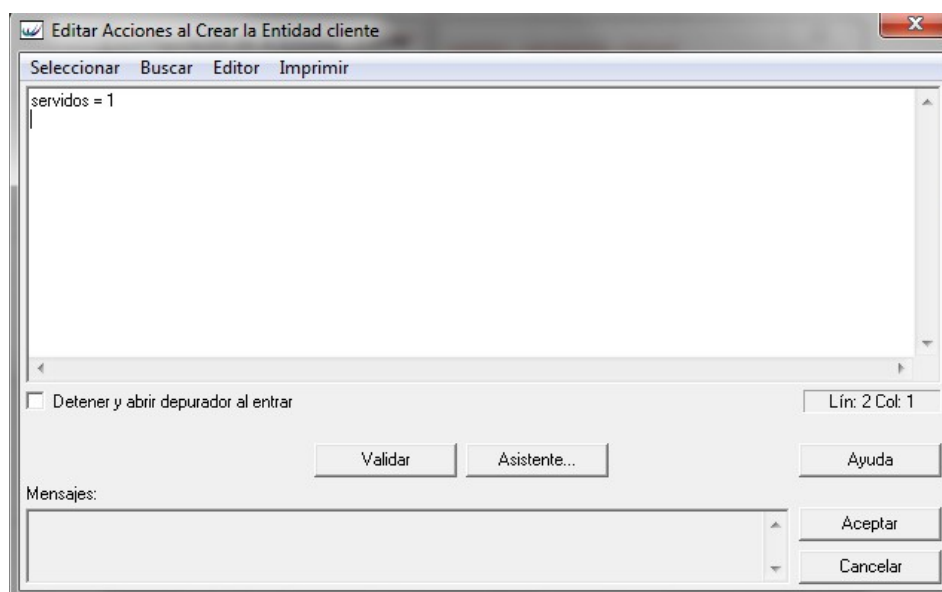 Editar Acciones al Crear la Entidad cliente
Seleccionar Buscar Editor Imprimir
servidos = 1
Detener y abrir depurador al entrar
Lín: 2 Col: 1
Validar Asistente... Ayuda
Mensajes:
Aceptar
Cancelar